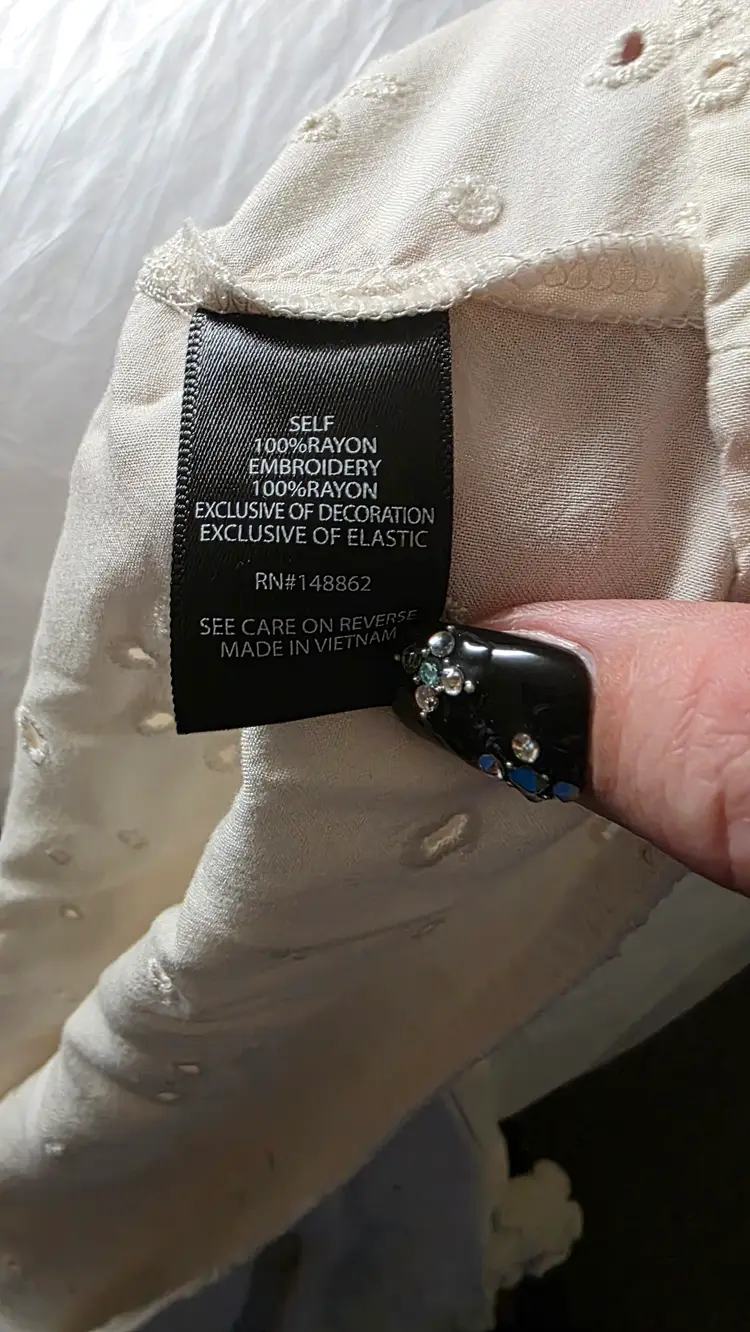 SELF
100%RAYON
EMBROIDERY
100%RAYON
EXCLUSIVE OF DECORATION
EXCLUSIVE OF ELASTIC
RN#148862
SEE CARE ON REVERSE
MADE IN VIETNAM